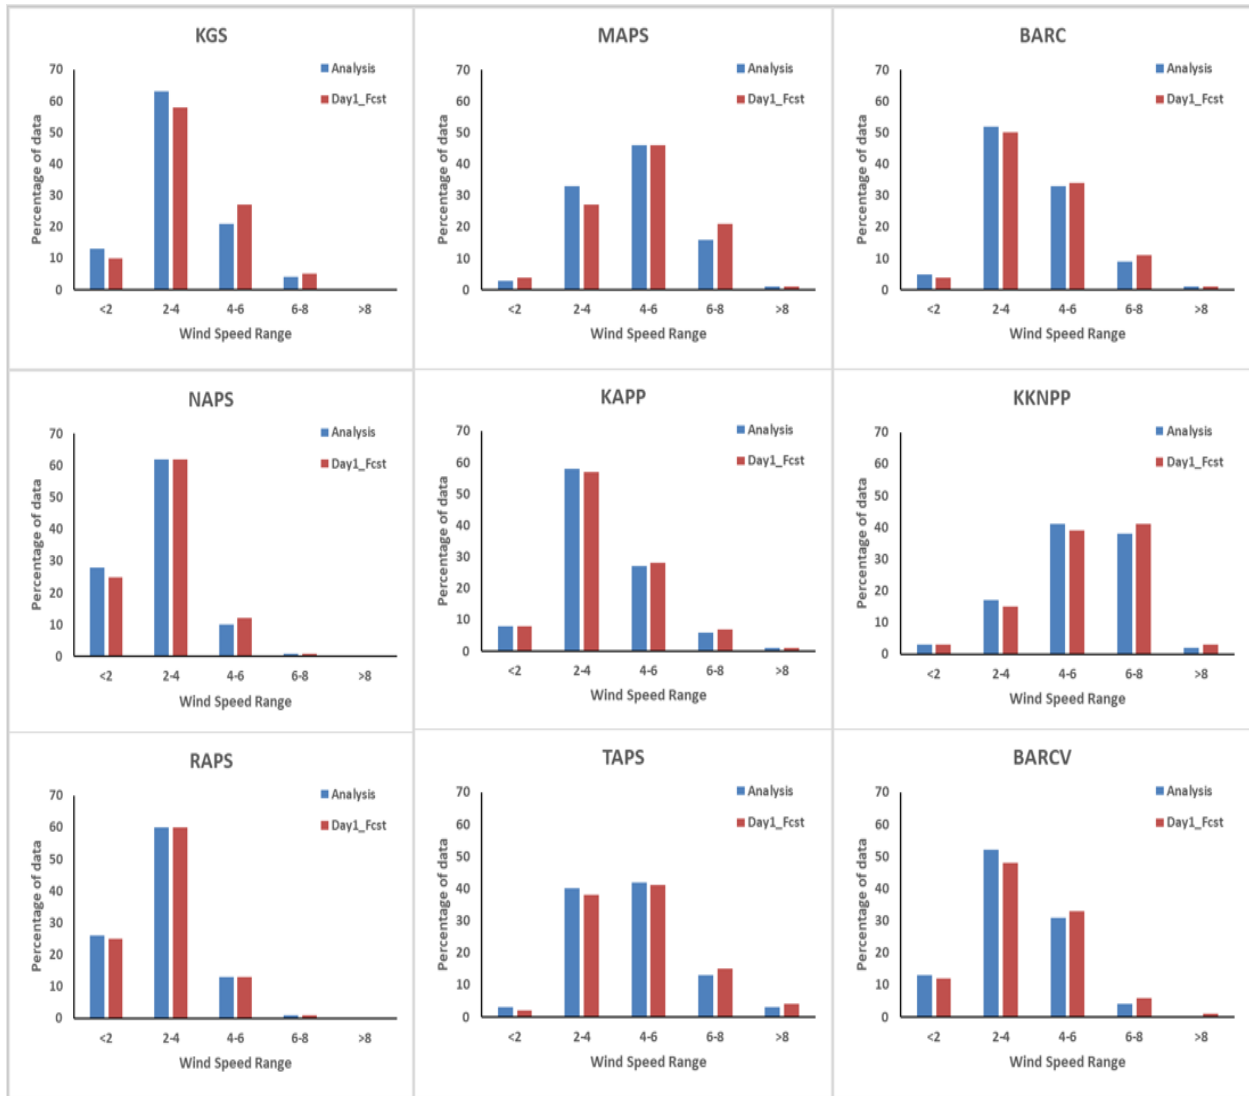 KGS
Analysis
Day1_Fcst
Percentage of data
70
60
50
40
30
20
10
0
<2 2-4 4-6 6-8 >8
Wind Speed Range
MAPS
Analysis
Day1_Fcst
Percentage of data
70
60
50
40
30
20
10
0
<2 2-4 4-6 6-8 >8
Wind Speed Range
BARC
Analysis
Day1_Fcst
Percentage of data
70
60
50
40
30
20
10
0
<2 2-4 4-6 6-8 >8
Wind Speed Range
NAPS
Analysis
Day1_Fcst
Percentage of data
70
60
50
40
30
20
10
0
<2 2-4 4-6 6-8 >8
Wind Speed Range
KAPP
Analysis
Day1_Fcst
Percentage of data
70
60
50
40
30
20
10
0
<2 2-4 4-6 6-8 >8
Wind Speed Range
KKNPP
Analysis
Day1_Fcst
Percentage of data
70
60
50
40
30
20
10
0
<2 2-4 4-6 6-8 >8
Wind Speed Range
RAPS
Analysis
Day1_Fcst
Percentage of data
70
60
50
40
30
20
10
0
<2 2-4 4-6 6-8 >8
Wind Speed Range
TAPS
Analysis
Day1_Fcst
Percentage of data
70
60
50
40
30
20
10
0
<2 2-4 4-6 6-8 >8
Wind Speed Range
BARCV
Analysis
Day1_Fcst
Percentage of data
70
60
50
40
30
20
10
0
<2 2-4 4-6 6-8 >8
Wind Speed Range